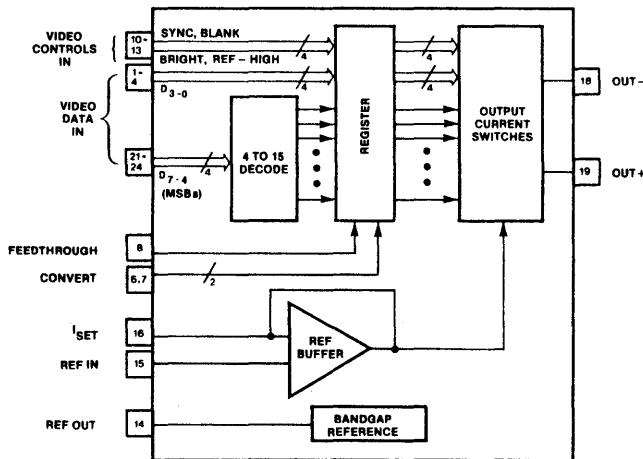 VIDEO
CONTROLS
IN
10-
13
SYNC, BLANK
BRIGHT, REF - HIGH
4
4
1-
4
D3-0
4
4
VIDEO
DATA
IN
21-
24
D7-4
(MSBs)
4
4 TO 15
DECODE
REGISTER
OUTPUT
CURRENT
SWITCHES
18
OUT-
19
OUT+
FEEDTHROUGH
8
CONVERT
6,7
2
ISET
16
REF IN
15
REF
BUFFER
REF OUT
14
BANDGAP
REFERENCE